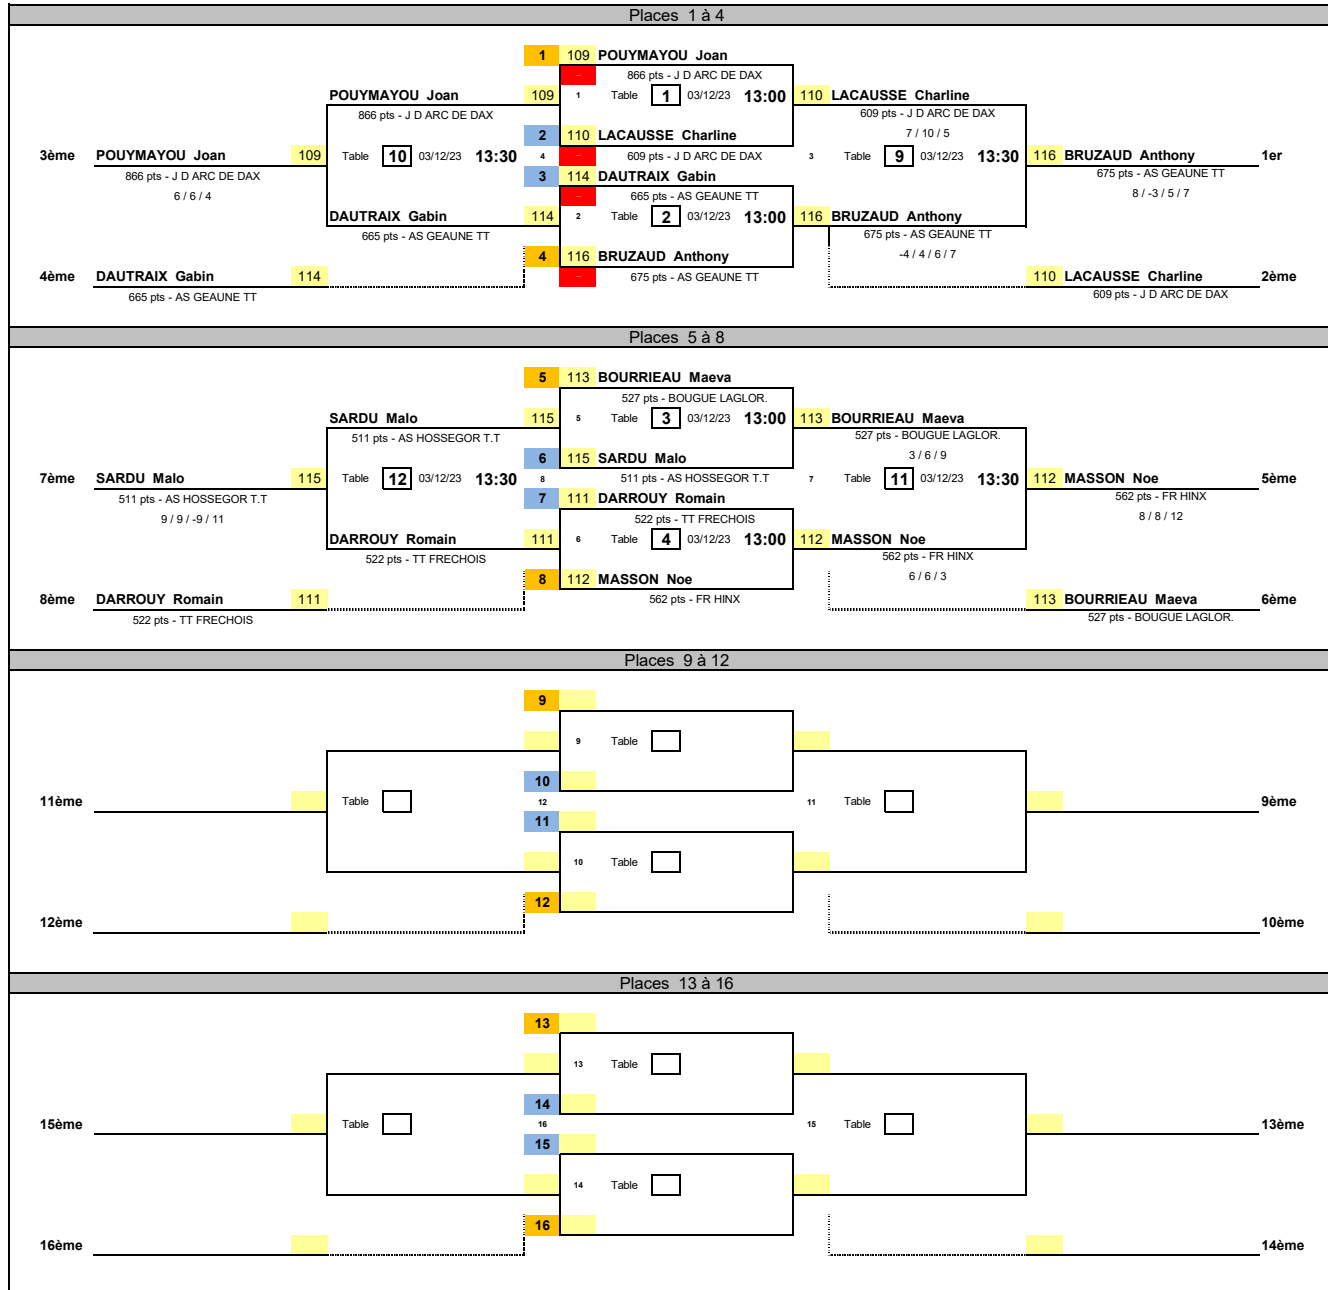 Places 1 à 4
1 109 POUYMAYOU Joan
866 pts - J D ARC DE DAX
POUYMAYOU Joan 109 1 Table 1 03/12/23 13:00 110 LACAUSSE Charline
866 pts - J D ARC DE DAX 609 pts - J D ARC DE DAX
7 / 10 / 5
2 110 LACAUSSE Charline
3ème POUYMAYOU Joan 109 Table 10 03/12/23 13:30 4 609 pts - J D ARC DE DAX 3 Table 9 03/12/23 13:30 116 BRUZAUD Anthony 1er
866 pts - J D ARC DE DAX 3 114 DAUTRAIX Gabin 675 pts - AS GEAUNE TT
6 / 6 / 4 665 pts - AS GEAUNE TT 8 / -3 / 5 / 7
DAUTRAIX Gabin 114 2 Table 2 03/12/23 13:00 116 BRUZAUD Anthony
665 pts - AS GEAUNE TT 675 pts - AS GEAUNE TT
4 116 BRUZAUD Anthony -4 / 4 / 6 / 7
4ème DAUTRAIX Gabin 114 675 pts - AS GEAUNE TT 110 LACAUSSE Charline 2ème
665 pts - AS GEAUNE TT 609 pts - J D ARC DE DAX
Places 5 à 8
5 113 BOURRIEAU Maeva
527 pts - BOUGUE LAGLOR.
SARDU Malo 115 5 Table 3 03/12/23 13:00 113 BOURRIEAU Maeva
511 pts - AS HOSSEGOR T.T 527 pts - BOUGUE LAGLOR.
6 115 SARDU Malo 3 / 6 / 9
7ème SARDU Malo 115 Table 12 03/12/23 13:30 8 511 pts - AS HOSSEGOR T.T 7 Table 11 03/12/23 13:30 112 MASSON Noe 5ème
511 pts - AS HOSSEGOR T.T 7 111 DARROUY Romain 562 pts - FR HINX
9 / 9 / -9 / 11 522 pts - TT FRECHOIS 8 / 8 / 12
DARROUY Romain 111 6 Table 4 03/12/23 13:00 112 MASSON Noe
522 pts - TT FRECHOIS 562 pts - FR HINX
8 112 MASSON Noe 6 / 6 / 3
8ème DARROUY Romain 111 562 pts - FR HINX 113 BOURRIEAU Maeva 6ème
522 pts - TT FRECHOIS 527 pts - BOUGUE LAGLOR.
Places 9 à 12
9
9 Table
10
11ème Table 12 11 Table 9ème
11
10 Table
12
12ème 10ème
Places 13 à 16
13
13 Table
14
15ème Table 16 15 Table 13ème
15
14 Table
16
16ème 14ème